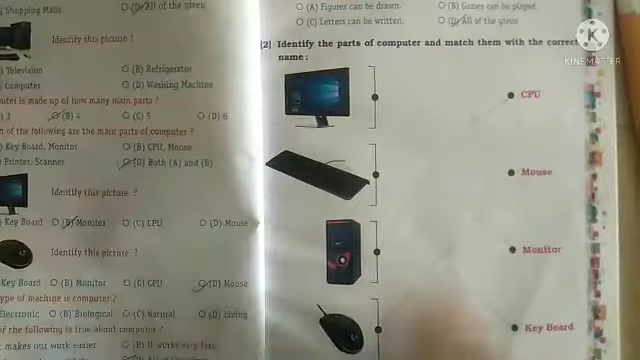 Shopping Malls
(D) All of the given
Identify this picture ?
Television
(B) Refrigerator
Computer
(D) Washing Machine
uter is made up of how many main parts ?
3
(B) 4
(C) 5
(D) 6
of the following are the main parts of computer ?
Key Board, Monitor
(B) CPU, Mouse
Printer, Scanner
(D) Both (A) and (B)
Identify this picture ?
Key Board
(B) Monitor
(C) CPU
(D) Mouse
Identify this picture ?
Key Board
(B) Monitor
(C) CPU
(D) Mouse
ype of machine is computer ?
Electronic
(B) Biological
(C) Natural
(D) Living
of the following is true about computer ?
makes our work easier
(B) It works very fast.
(A) Figures can be drawn.
(B) Games can be played
(C) Letters can be written.
(D) All of the given
[2] Identify the parts of computer and match them with the correct
name :
CPU
Mouse
Monitor
Key Board
KINEMASTER